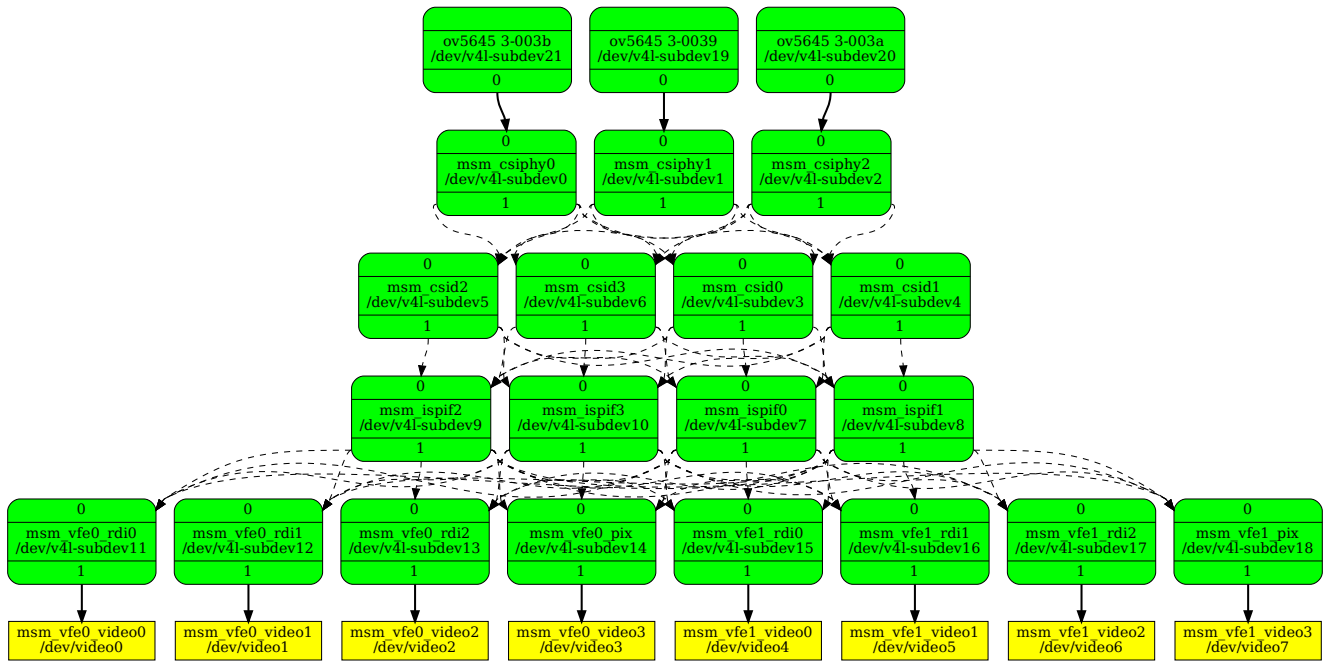 ov5645 3-003b
/dev/v4l-subdev21
0
ov5645 3-0039
/dev/v4l-subdev19
0
ov5645 3-003a
/dev/v4l-subdev20
0
0
msm_csiphy0
/dev/v4l-subdev0
1
0
msm_csiphy1
/dev/v4l-subdev1
1
0
msm_csiphy2
/dev/v4l-subdev2
1
0
msm_csid2
/dev/v4l-subdev5
1
0
msm_csid3
/dev/v4l-subdev6
1
0
msm_csid0
/dev/v4l-subdev3
1
0
msm_csid1
/dev/v4l-subdev4
1
0
msm_ispif2
/dev/v4l-subdev9
1
0
msm_ispif3
/dev/v4l-subdev10
1
0
msm_ispif0
/dev/v4l-subdev7
1
0
msm_ispif1
/dev/v4l-subdev8
1
0
msm_vfe0_rdi0
/dev/v4l-subdev11
1
0
msm_vfe0_rdi1
/dev/v4l-subdev12
1
0
msm_vfe0_rdi2
/dev/v4l-subdev13
1
0
msm_vfe0_pix
/dev/v4l-subdev14
1
0
msm_vfe1_rdi0
/dev/v4l-subdev15
1
0
msm_vfe1_rdi1
/dev/v4l-subdev16
1
0
msm_vfe1_rdi2
/dev/v4l-subdev17
1
0
msm_vfe1_pix
/dev/v4l-subdev18
1
msm_vfe0_video0
/dev/video0
msm_vfe0_video1
/dev/video1
msm_vfe0_video2
/dev/video2
msm_vfe0_video3
/dev/video3
msm_vfe1_video0
/dev/video4
msm_vfe1_video1
/dev/video5
msm_vfe1_video2
/dev/video6
msm_vfe1_video3
/dev/video7